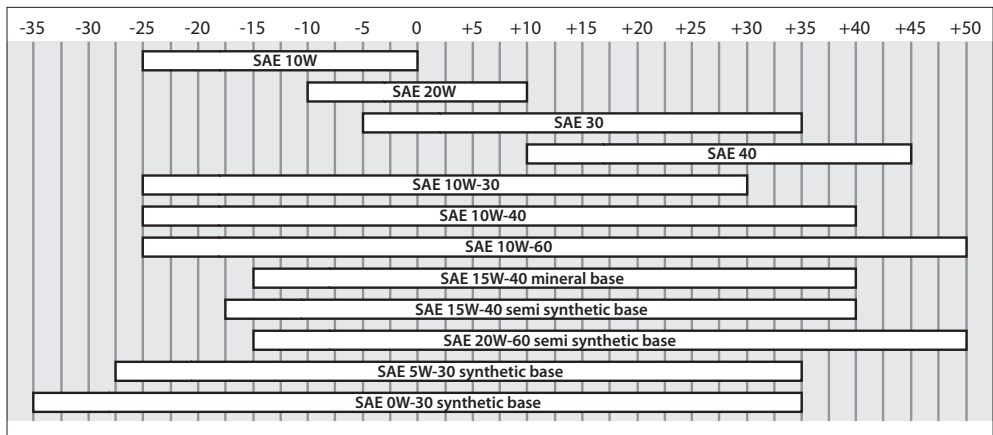 -35 -30 -25 -20 -15 -10 -5 0 +5 +10 +15 +20 +25 +30 +35 +40 +45 +50
SAE 10W
SAE 20W
SAE 30
SAE 40
SAE 10W-30
SAE 10W-40
SAE 10W-60
SAE 15W-40 mineral base
SAE 15W-40 semi synthetic base
SAE 20W-60 semi synthetic base
SAE 5W-30 synthetic base
SAE 0W-30 synthetic base